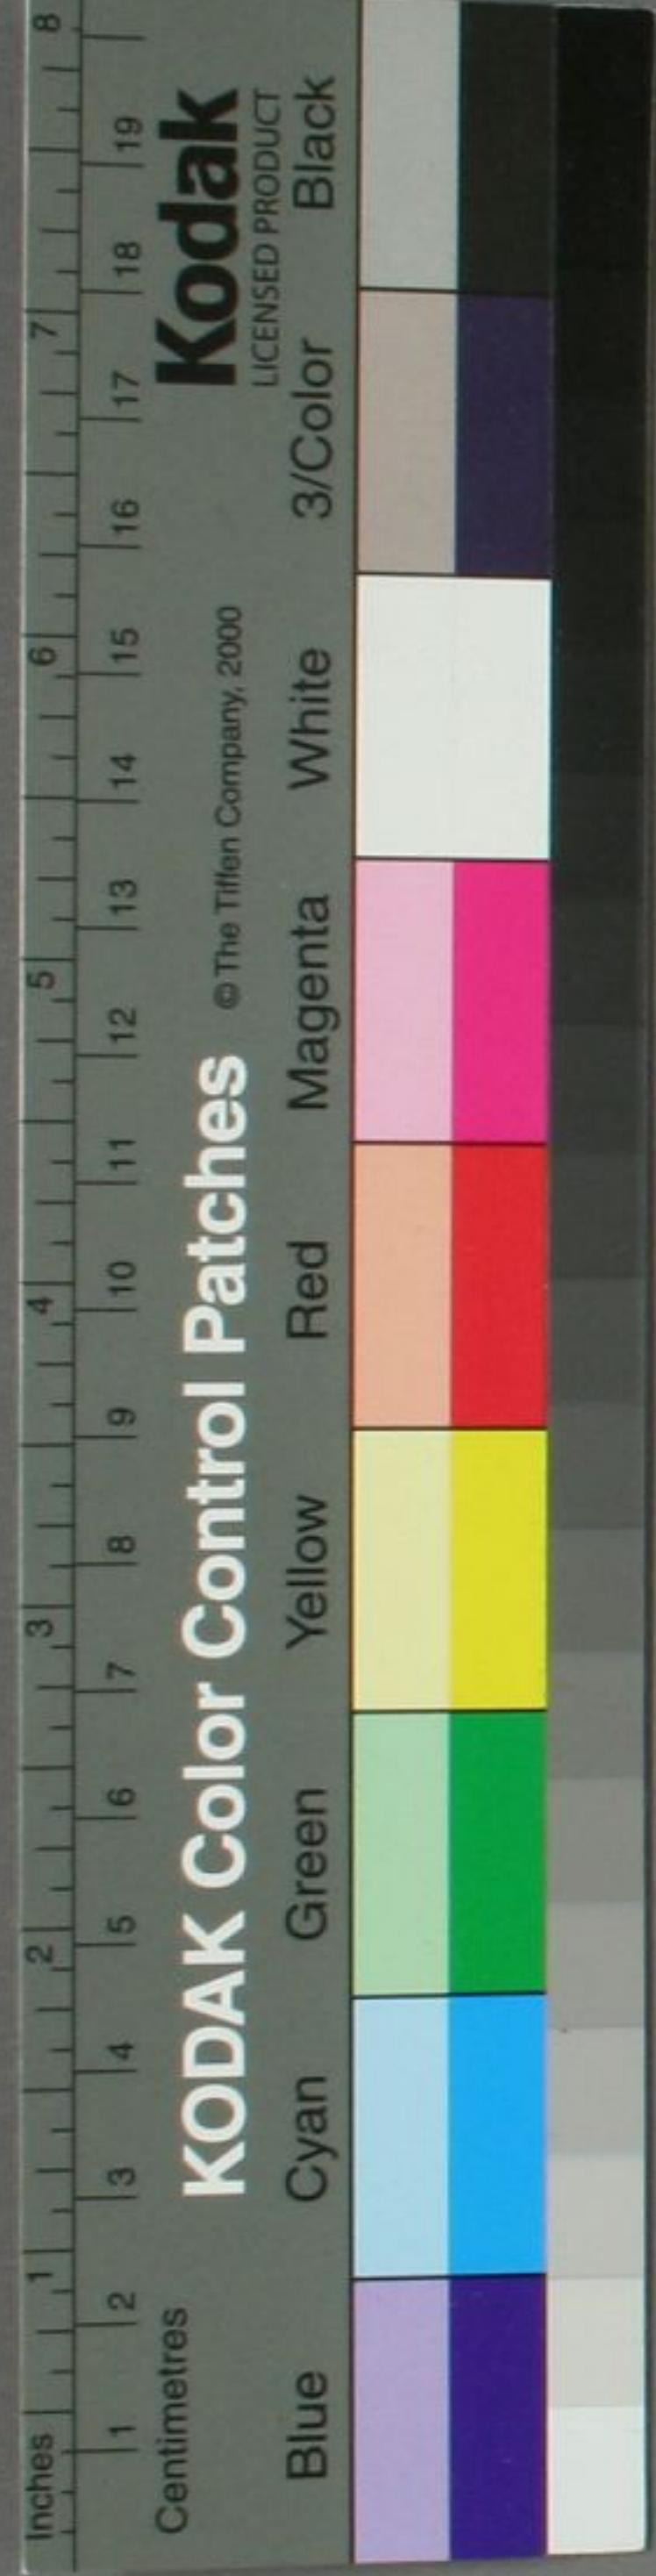 Inches 1 2 3 4 5 6 7 8
1 2 3 4 5 6 7 8 9 10 11 12 13 14 15 16 17 18 19
Centimetres
KODAK Color Control Patches © The Tiffen Company, 2000 Kodak
LICENSED PRODUCT
Blue Cyan Green Yellow Red Magenta White 3/Color Black